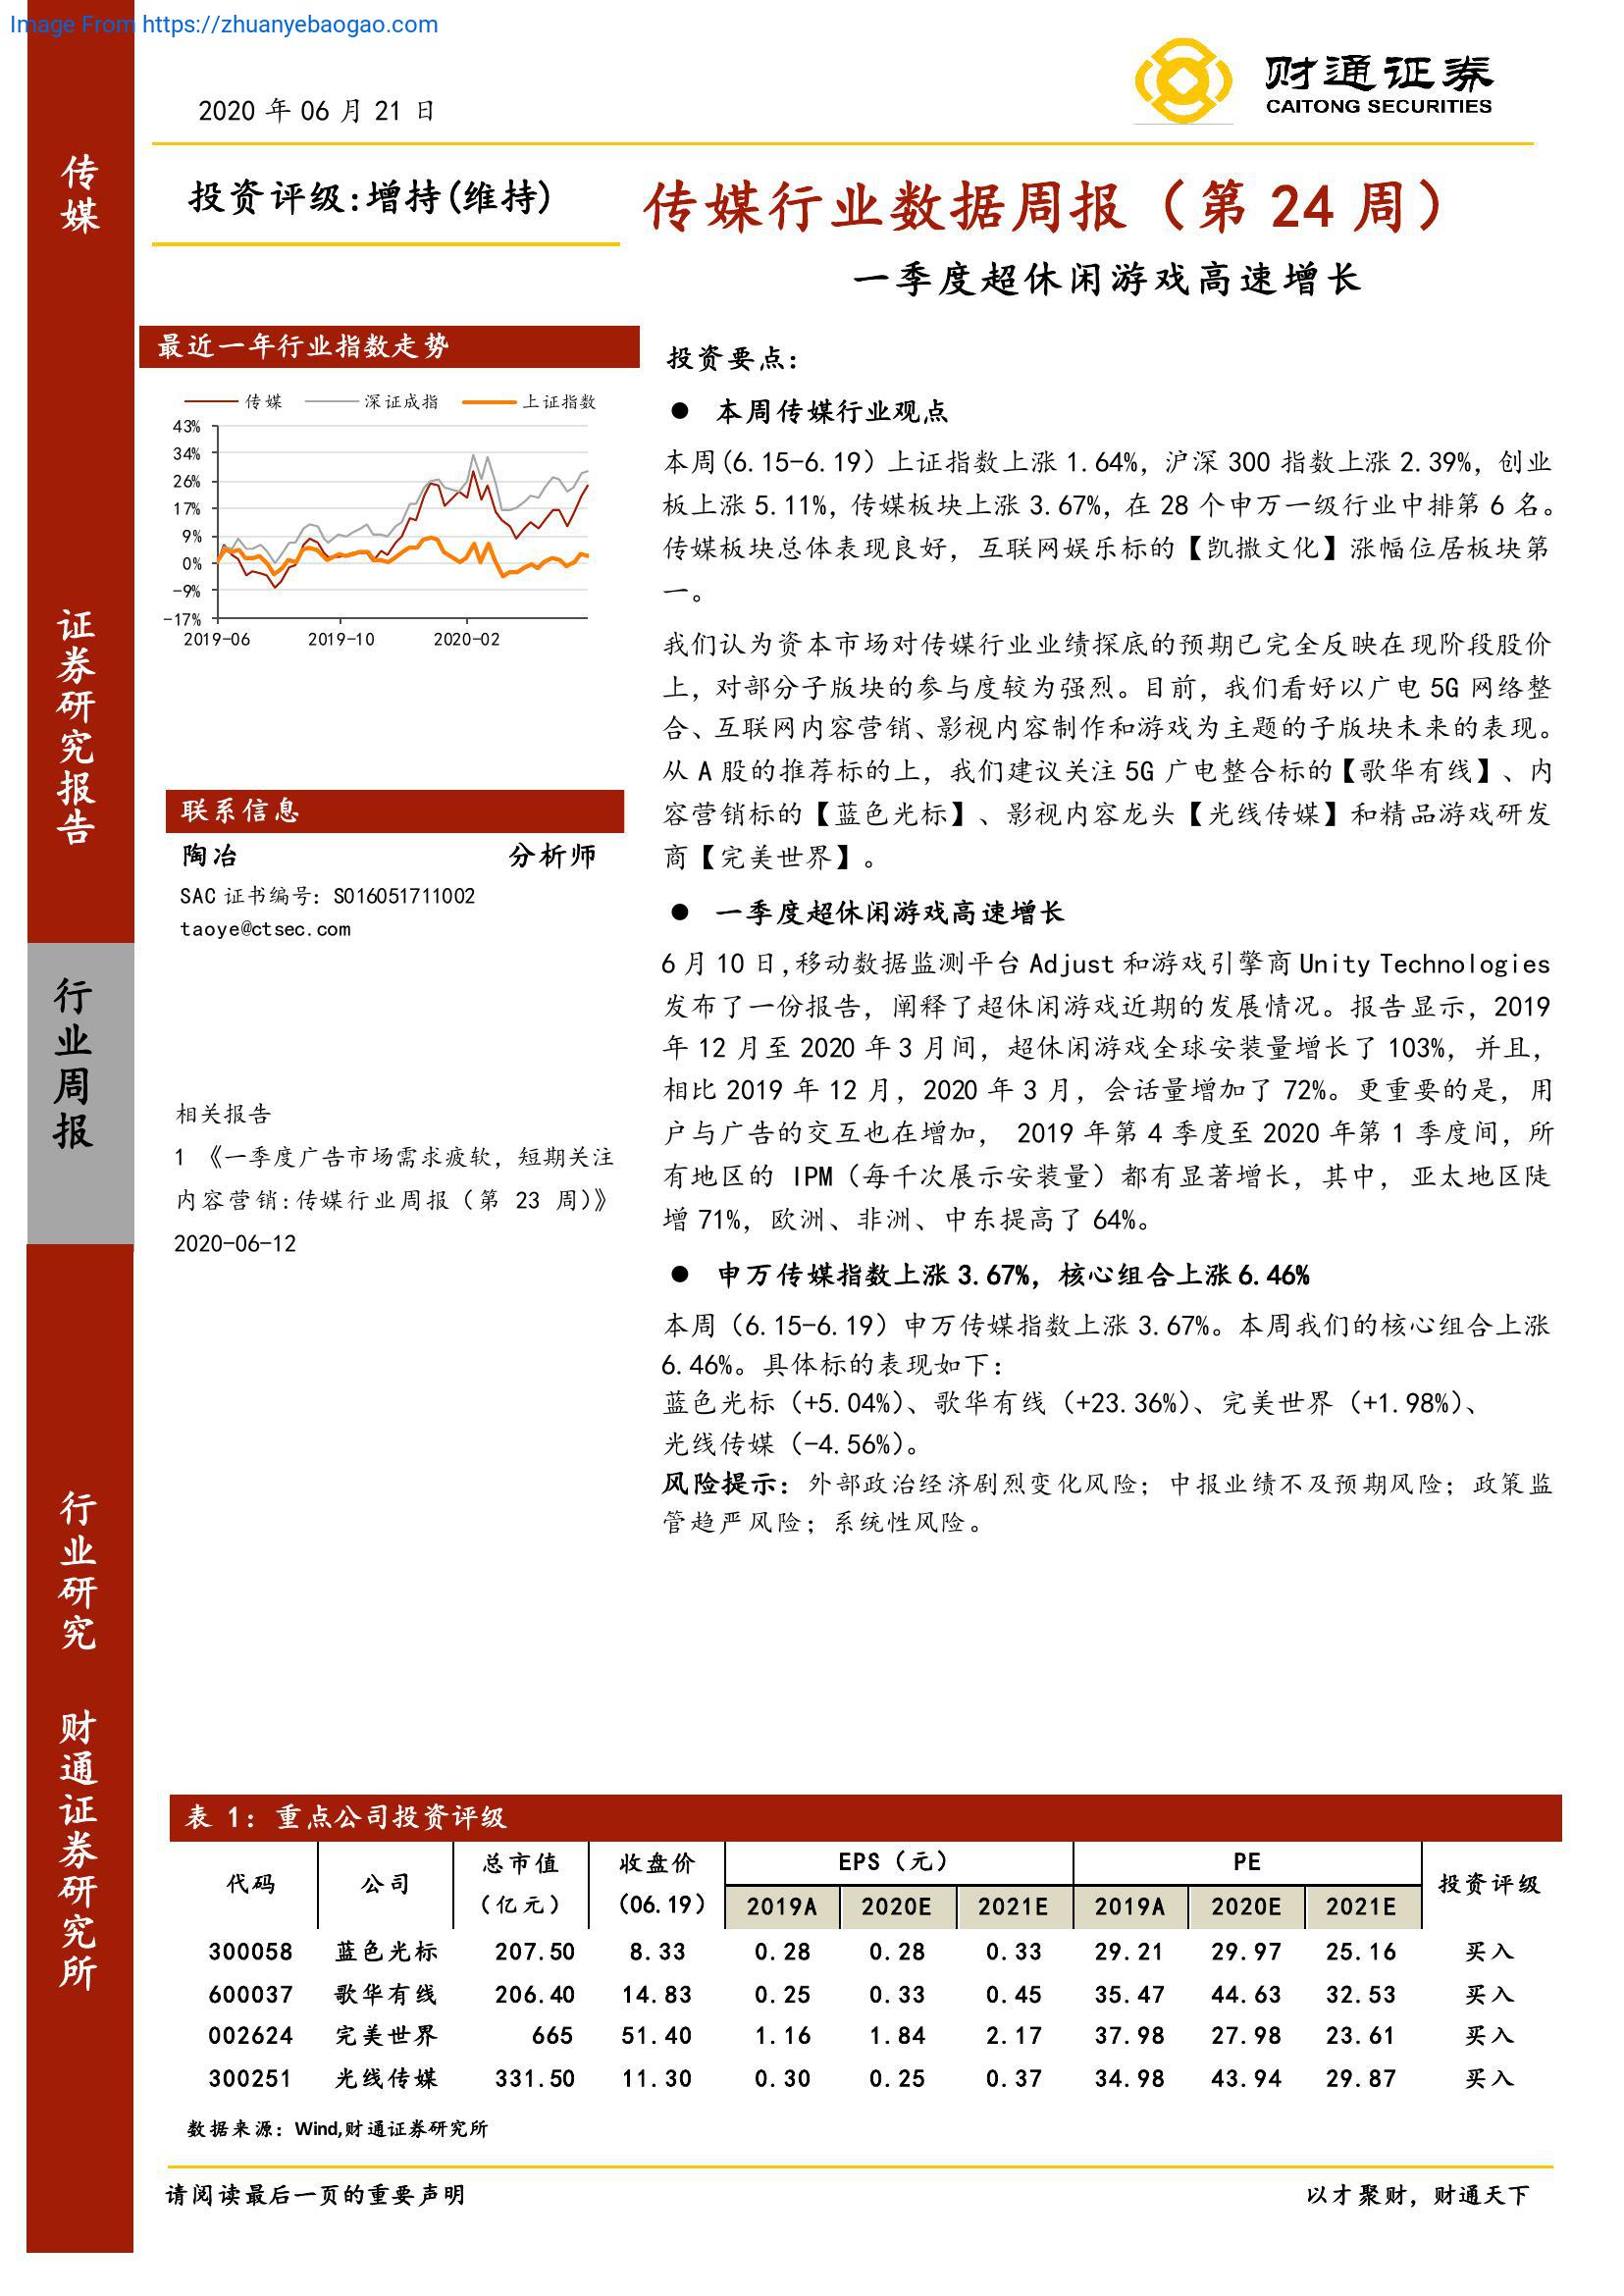 Image From https://zhuanyebaogao.com
财通证券
CAITONG SECURITIES
2020 年 06 月 21 日
传媒
证券研究报告
行业周报
行业研究
财通证券研究所
投资评级:增持(维持)
传媒行业数据周报（第 24 周）
一季度超休闲游戏高速增长
最近一年行业指数走势
传媒 深证成指 上证指数
43%
34%
26%
17%
9%
0%
-9%
-17%
2019-06 2019-10 2020-02
联系信息
陶冶 分析师
SAC 证书编号：S016051711002
taoye@ctsec.com
相关报告
1 《一季度广告市场需求疲软，短期关注
内容营销:传媒行业周报（第 23 周)》
2020-06-12
投资要点：
● 本周传媒行业观点
本周(6.15-6.19）上证指数上涨 1.64%，沪深 300 指数上涨 2.39%，创业
板上涨 5.11%，传媒板块上涨 3.67%，在 28 个申万一级行业中排第 6 名。
传媒板块总体表现良好，互联网娱乐标的【凯撒文化】涨幅位居板块第
一。
我们认为资本市场对传媒行业业绩探底的预期已完全反映在现阶段股价
上，对部分子版块的参与度较为强烈。目前，我们看好以广电 5G 网络整
合、互联网内容营销、影视内容制作和游戏为主题的子版块未来的表现。
从 A 股的推荐标的上，我们建议关注 5G 广电整合标的【歌华有线】、内
容营销标的【蓝色光标】、影视内容龙头【光线传媒】和精品游戏研发
商【完美世界】。
● 一季度超休闲游戏高速增长
6 月 10 日,移动数据监测平台 Adjust 和游戏引擎商 Unity Technologies
发布了一份报告，阐释了超休闲游戏近期的发展情况。报告显示，2019
年 12 月至 2020 年 3 月间，超休闲游戏全球安装量增长了 103%，并且，
相比 2019 年 12 月，2020 年 3 月，会话量增加了 72%。更重要的是，用
户与广告的交互也在增加， 2019 年第 4 季度至 2020 年第 1 季度间，所
有地区的 IPM（每千次展示安装量）都有显著增长，其中，亚太地区陡
增 71%，欧洲、非洲、中东提高了 64%。
● 申万传媒指数上涨 3.67%，核心组合上涨 6.46%
本周（6.15-6.19）申万传媒指数上涨 3.67%。本周我们的核心组合上涨
6.46%。具体标的表现如下：
蓝色光标（+5.04%）、歌华有线（+23.36%）、完美世界（+1.98%）、
光线传媒（-4.56%）。
风险提示：外部政治经济剧烈变化风险；中报业绩不及预期风险；政策监
管趋严风险；系统性风险。
表 1：重点公司投资评级
代码 公司 总市值（亿元） 收盘价（06.19） EPS（元） PE 投资评级
2019A 2020E 2021E 2019A 2020E 2021E
300058 蓝色光标 207.50 8.33 0.28 0.28 0.33 29.21 29.97 25.16 买入
600037 歌华有线 206.40 14.83 0.25 0.33 0.45 35.47 44.63 32.53 买入
002624 完美世界 665 51.40 1.16 1.84 2.17 37.98 27.98 23.61 买入
300251 光线传媒 331.50 11.30 0.30 0.25 0.37 34.98 43.94 29.87 买入
数据来源：Wind,财通证券研究所
请阅读最后一页的重要声明
以才聚财，财通天下